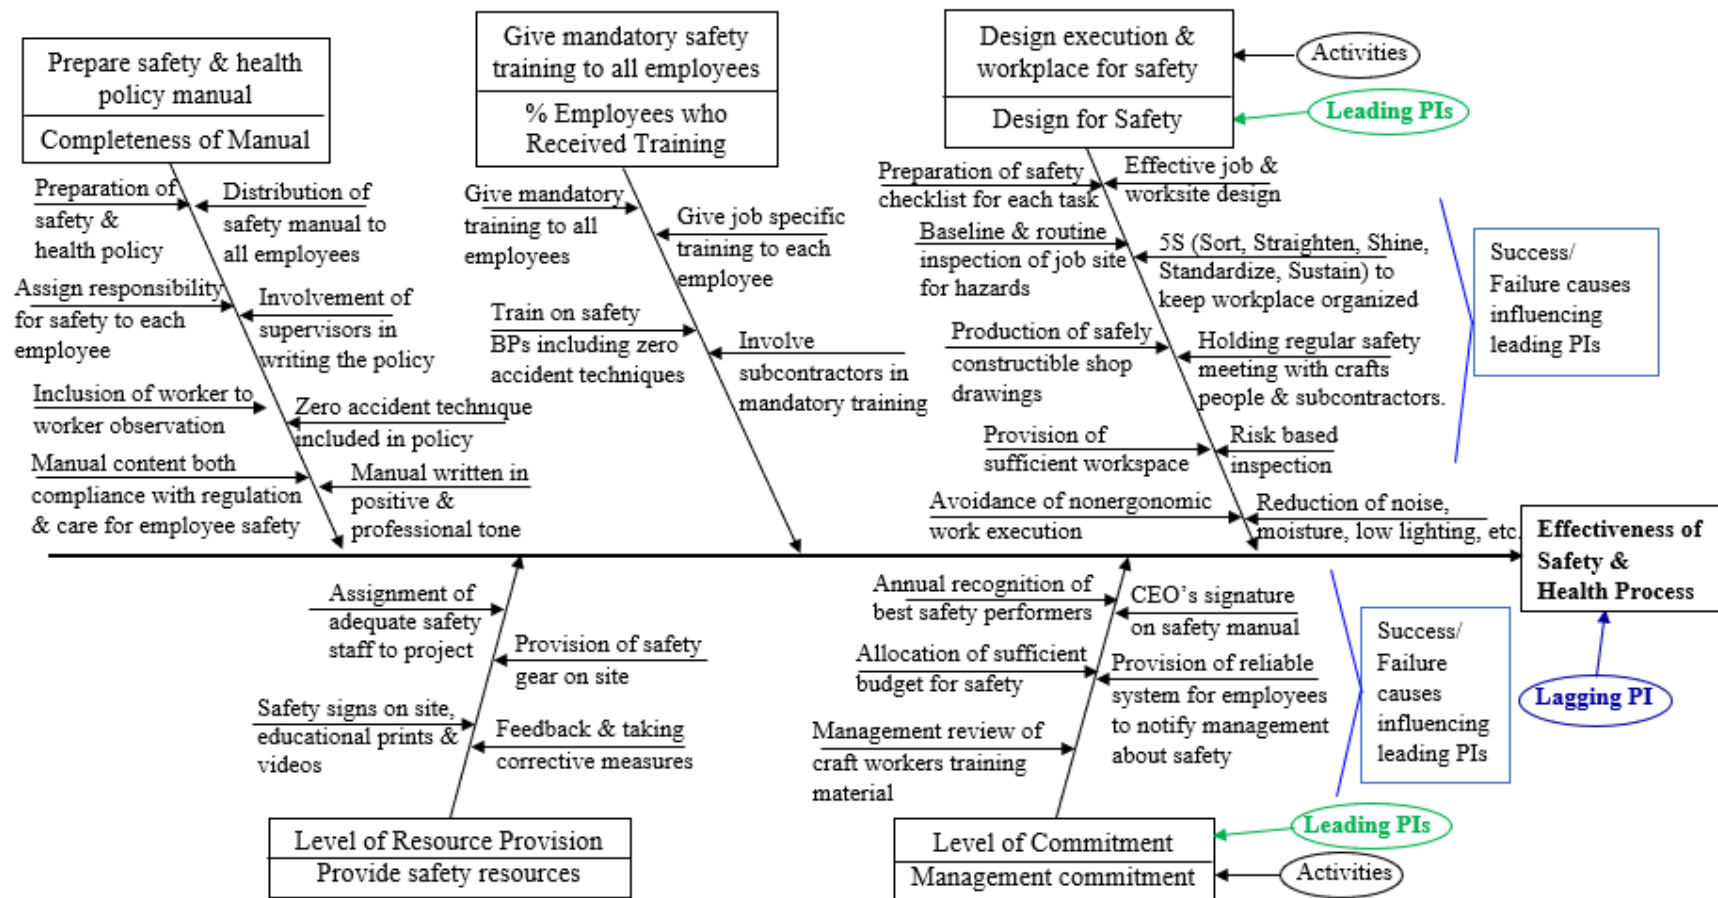 Prepare safety & health
policy manual
Completeness of Manual
Give mandatory safety
training to all employees
% Employees who
Received Training
Design execution &
workplace for safety
Design for Safety
Activities
Leading PIs
Preparation of
safety &
health policy
Distribution of
safety manual to
all employees
Assign responsibility
for safety to each
employee
Involvement of
supervisors in
writing the policy
Inclusion of worker to
worker observation
Zero accident technique
included in policy
Manual content both
compliance with regulation
& care for employee safety
Manual written in
positive &
professional tone
Give mandatory
training to all
employees
Give job specific
training to each
employee
Train on safety
BPs including zero
accident techniques
Involve
subcontractors in
mandatory training
Preparation of safety
checklist for each task
Effective job &
worksite design
Baseline & routine
inspection of job site
for hazards
5S (Sort, Straighten, Shine,
Standardize, Sustain) to
keep workplace organized
Production of safely
constructible shop
drawings
Holding regular safety
meeting with crafts
people & subcontractors.
Provision of
sufficient workspace
Risk based
inspection
Avoidance of nonergonomic
work execution
Reduction of noise,
moisture, low lighting, etc.
Success/
Failure causes
influencing
leading PIs
Effectiveness of
Safety &
Health Process
Lagging PI
Assignment of
adequate safety
staff to project
Provision of safety
gear on site
Safety signs on site,
educational prints &
videos
Feedback & taking
corrective measures
Level of Resource Provision
Provide safety resources
Annual recognition of
best safety performers
CEO's signature
on safety manual
Allocation of sufficient
budget for safety
Provision of reliable
system for employees
to notify management
about safety
Management review of
craft workers training
material
Success/
Failure
causes
influencing
leading PIs
Level of Commitment
Management commitment
Leading PIs
Activities